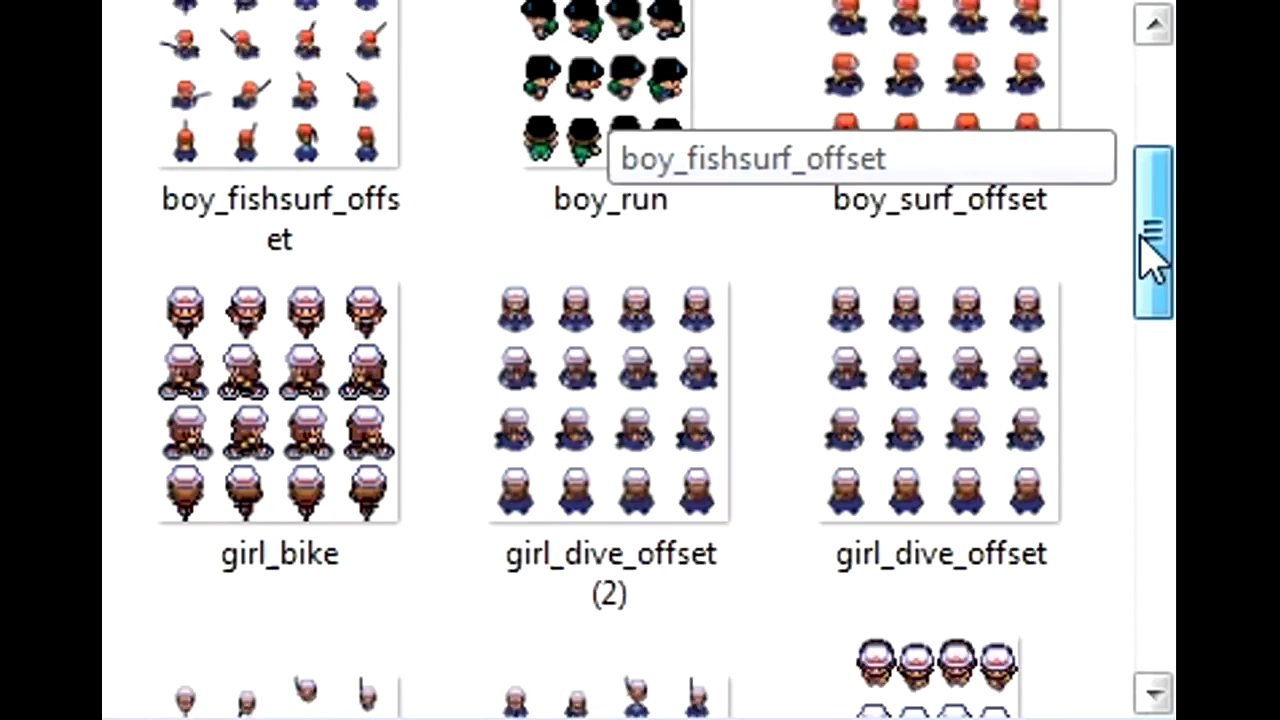 boy_fishsurf_offset
boy_fishsurf_offs
et
boy_run
boy_surf_offset
girl_bike
girl_dive_offset
(2)
girl_dive_offset